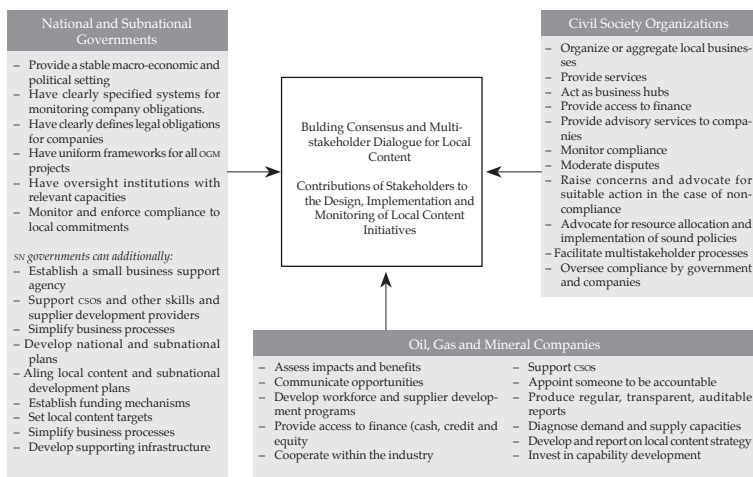 National and Subnational
Governments
– Provide a stable macro-economic and
political setting
– Have clearly specified systems for
monitoring company obligations.
– Have clearly defines legal obligations
for companies
– Have uniform frameworks for all OGM
projects
– Have oversight institutions with
relevant capacities
– Monitor and enforce compliance to
local commitments
SN governments can additionally:
– Establish a small business support
agency
– Support CSOS and other skills and
supplier development providers
– Simplify business processes
– Develop national and subnational
plans
– Aling local content and subnational
development plans
– Establish funding mechanisms
– Set local content targets
– Simplify business processes
– Develop supporting infrastructure
Bulding Consensus and Multi-
stakeholder Dialogue for Local
Content
Contributions of Stakeholders to
the Design, Implementation and
Monitoring of Local Content
Initiatives
Civil Society Organizations
– Organize or aggregate local busines-
ses
– Provide services
– Act as business hubs
– Provide access to finance
– Provide advisory services to compa-
nies
– Monitor compliance
– Moderate disputes
– Raise concerns and advocate for
suitable action in the case of non-
compliance
– Advocate for resource allocation and
implementation of sound policies
– Facilitate multistakeholder processes
– Oversee compliance by government
and companies
Oil, Gas and Mineral Companies
– Assess impacts and benefits
– Communicate opportunities
– Develop workforce and supplier develop-
ment programs
– Provide access to finance (cash, credit and
equity
– Cooperate within the industry
– Support CSOS
– Appoint someone to be accountable
– Produce regular, transparent, auditable
reports
– Diagnose demand and supply capacities
– Develop and report on local content strategy
– Invest in capability development